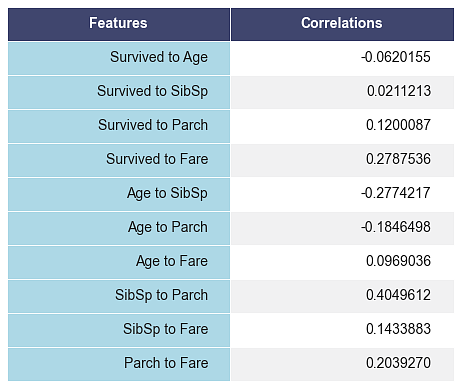 Features Correlations
Survived to Age -0.0620155
Survived to SibSp 0.0211213
Survived to Parch 0.1200087
Survived to Fare 0.2787536
Age to SibSp -0.2774217
Age to Parch -0.1846498
Age to Fare 0.0969036
SibSp to Parch 0.4049612
SibSp to Fare 0.1433883
Parch to Fare 0.2039270